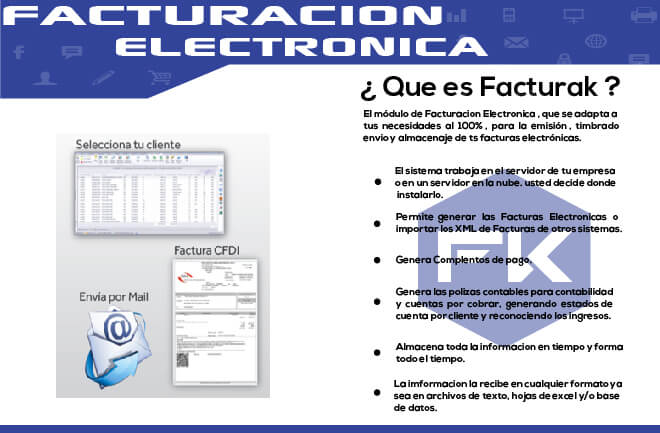 FACTURACION
ELECTRONICA
¿ Que es Facturak ?
El módulo de Facturacion Electronica , que se adapta a
tus necesidades al 100% , para la emisión , timbrado
envio y almacenaje de ts facturas electrónicas.
Selecciona tu cliente
Factura CFDI
Envía por Mail
El sistema trabaja en el servidor de tu empresa
o en un servidor en la nube. usted decide donde
instalarlo.
Permite generar las Facturas Electronicas o
importar los XML de Facturas de otros sistemas.
Genera Complentos de pago.
Genera las polizas contables para contabilidad
y cuentas por cobrar, generando estados de
cuenta por cliente y reconociendo los ingresos.
Almacena toda la informacion en tiempo y forma
todo el tiempo.
La imformacion la recibe en cualquier formato ya
sea en archivos de texto, hojas de excel y/o base
de datos.
FK